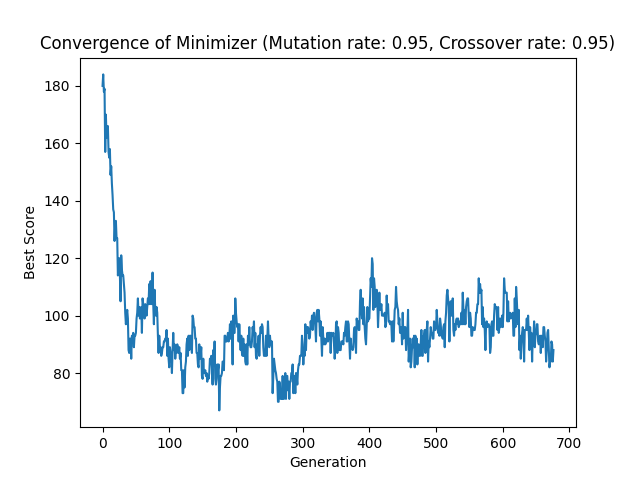 Convergence of Minimizer (Mutation rate: 0.95, Crossover rate: 0.95)
180
160
140
120
100
80
Best Score
0 100 200 300 400 500 600 700
Generation